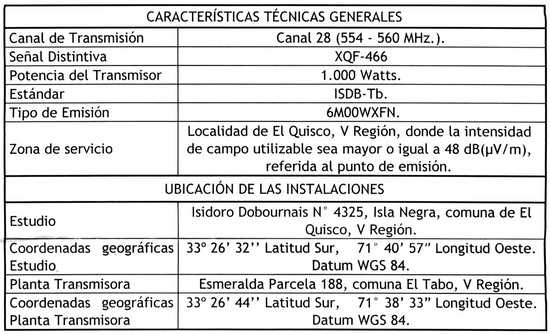 CARACTERÍSTICAS TÉCNICAS GENERALES
Canal de Transmisión Canal 28 (554 - 560 MHz.).
Señal Distintiva XQF-466
Potencia del Transmisor 1.000 Watts.
Estándar ISDB-Tb.
Tipo de Emisión 6M00WXFN.
Zona de servicio Localidad de El Quisco, V Región, donde la intensidad
de campo utilizable sea mayor o igual a 48 dB(μV/m),
referida al punto de emisión.
UBICACIÓN DE LAS INSTALACIONES
Estudio Isidoro Dobournais N° 4325, Isla Negra, comuna de El
Quisco, V Región.
Coordenadas geográficas 33º 26' 32'' Latitud Sur, 71° 40' 57" Longitud Oeste.
Estudio Datum WGS 84.
Planta Transmisora Esmeralda Parcela 188, comuna El Tabo, V Región.
Coordenadas geográficas 33º 26' 44'' Latitud Sur, 71° 38' 33" Longitud Oeste.
Planta Transmisora Datum WGS 84.